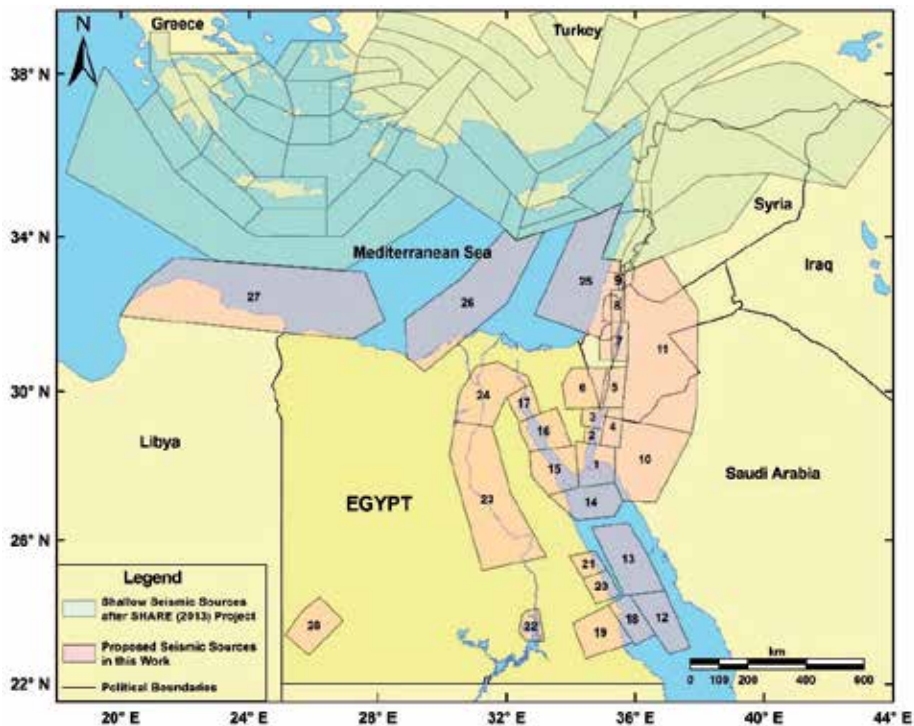 N
Greece
Turkey
38° N
34° N
30° N
26° N
22° N
Syria
Iraq
Mediterranean Sea
Libya
EGYPT
Saudi Arabia
27
26
25
9
8
7
11
6
5
24
17
3
4
16
2
10
15
1
23
14
13
21
20
28
22
19
18
12
Legend
Shallow Seismic Sources
after SHARE (2013) Project
Proposed Seismic Sources
in this Work
Political Boundaries
km
0 100 200 400 600
20° E 24° E 28° E 32° E 36° E 40° E 44° E